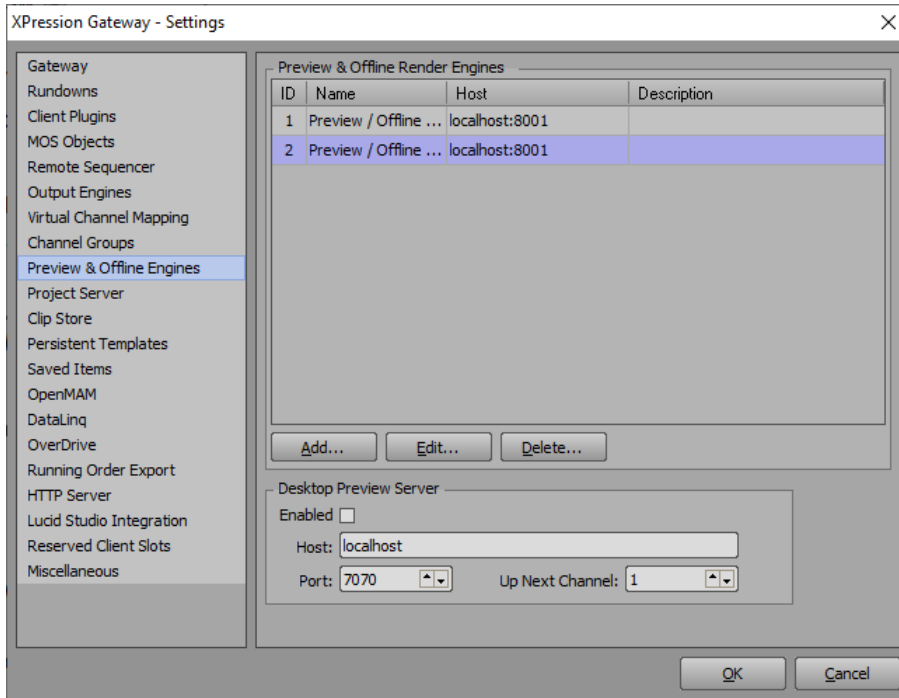 XPression Gateway - Settings
Gateway
Rundowns
Client Plugins
MOS Objects
Remote Sequencer
Output Engines
Virtual Channel Mapping
Channel Groups
Preview & Offline Engines
Project Server
Clip Store
Persistent Templates
Saved Items
OpenMAM
DataLinq
OverDrive
Running Order Export
HTTP Server
Lucid Studio Integration
Reserved Client Slots
Miscellaneous
Preview & Offline Render Engines
ID Name Host Description
1 Preview / Offline ... localhost:8001
2 Preview / Offline ... localhost:8001
Add... Edit... Delete...
Desktop Preview Server
Enabled
Host: localhost
Port: 7070 Up Next Channel: 1
OK Cancel